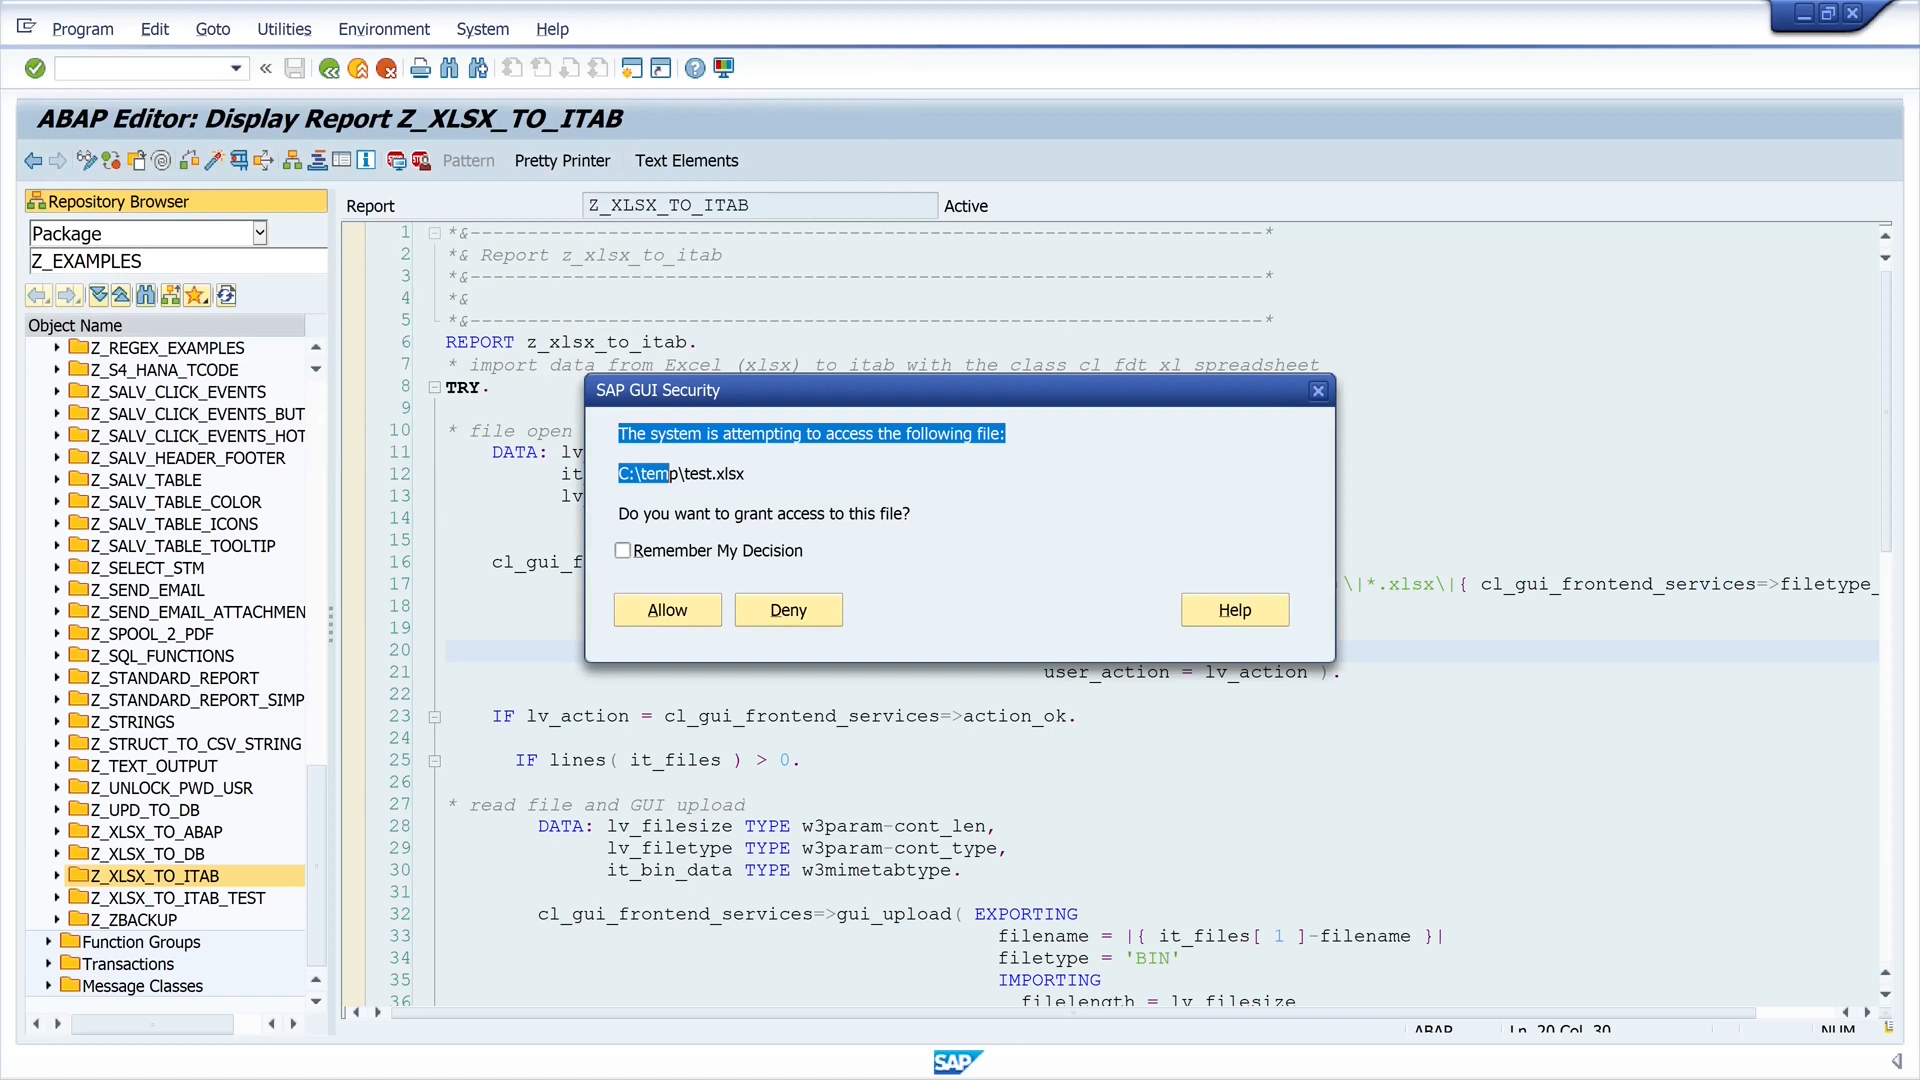 Program Edit Goto Utilities Environment System Help
ABAP Editor: Display Report Z_XLSX_TO_ITAB
Pattern Pretty Printer Text Elements
Repository Browser
Package
Z_EXAMPLES
Object Name
Z_REGEX_EXAMPLES
Z_S4_HANA_TCODE
Z_SALV_CLICK_EVENTS
Z_SALV_CLICK_EVENTS_BUT
Z_SALV_CLICK_EVENTS_HOT
Z_SALV_HEADER_FOOTER
Z_SALV_TABLE
Z_SALV_TABLE_COLOR
Z_SALV_TABLE_ICONS
Z_SALV_TABLE_TOOLTIP
Z_SELECT_STM
Z_SEND_EMAIL
Z_SEND_EMAIL_ATTACHMEN
Z_SPOOL_2_PDF
Z_SQL_FUNCTIONS
Z_STANDARD_REPORT
Z_STANDARD_REPORT_SIMP
Z_STRINGS
Z_STRUCT_TO_CSV_STRING
Z_TEXT_OUTPUT
Z_UNLOCK_PWD_USR
Z_UPD_TO_DB
Z_XLSX_TO_ABAP
Z_XLSX_TO_DB
Z_XLSX_TO_ITAB
Z_XLSX_TO_ITAB_TEST
Z_ZBACKUP
Function Groups
Transactions
Message Classes
Report Z_XLSX_TO_ITAB Active
1 *&---------------------------------------------------------------------*
2 *& Report z_xlsx_to_itab
3 *&---------------------------------------------------------------------*
4 *&
5 *&---------------------------------------------------------------------*
6 REPORT z_xlsx_to_itab.
7 * import data from Excel (xlsx) to itab with the class cl fdt xl spreadsheet
8 TRY.
9
10 * file open
11 DATA: lv
12 it
13 lv
14
15
16 cl_gui_f
17 \|*.xlsx\|{ cl_gui_frontend_services=>filetype_
18
19
20
21 user_action = lv_action ).
22
23 IF lv_action = cl_gui_frontend_services=>action_ok.
24
25 IF lines( it_files ) > 0.
26
27 * read file and GUI upload
28 DATA: lv_filesize TYPE w3param-cont_len,
29 lv_filetype TYPE w3param-cont_type,
30 it_bin_data TYPE w3mimetabtype.
31
32 cl_gui_frontend_services=>gui_upload( EXPORTING
33 filename = |{ it_files[ 1 ]-filename }|
34 filetype = 'BIN'
35 IMPORTING
36 filelength = lv_filesize
SAP GUI Security
The system is attempting to access the following file:
C:\temp\test.xlsx
Do you want to grant access to this file?
Remember My Decision
Allow Deny Help
ABAP Ln 20 Col 30 NUM
SAP